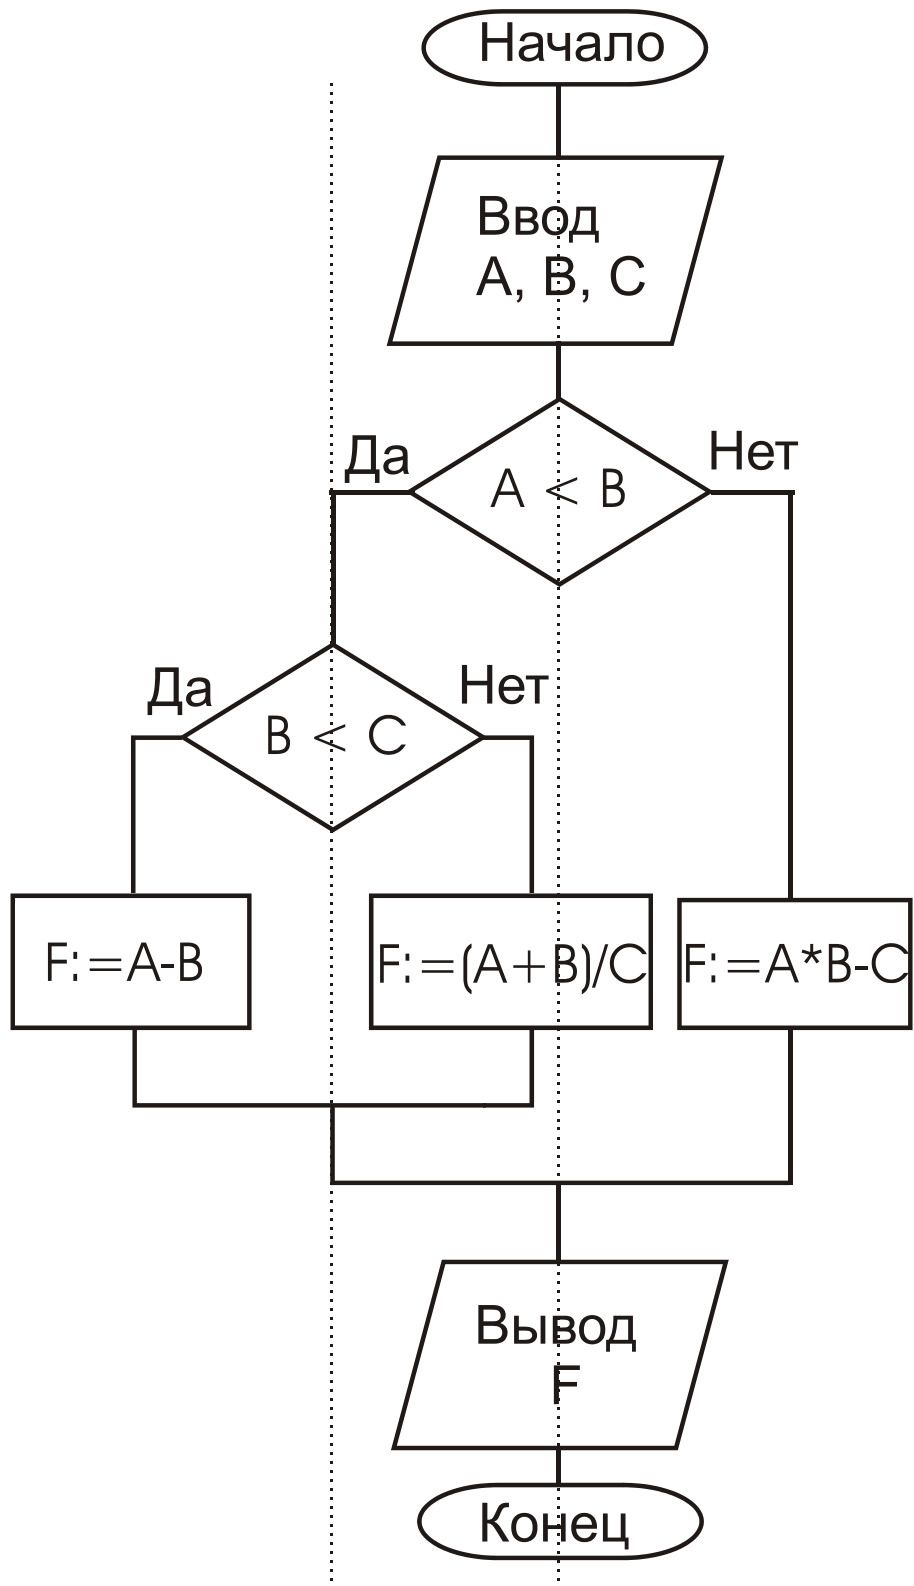 Начало
Ввод
А, В, С
Да
Нет
A < B
Да
Нет
B < C
F:=A-B
F:=(A+B)/C
F:=A*B-C
Вывод
F
Конец